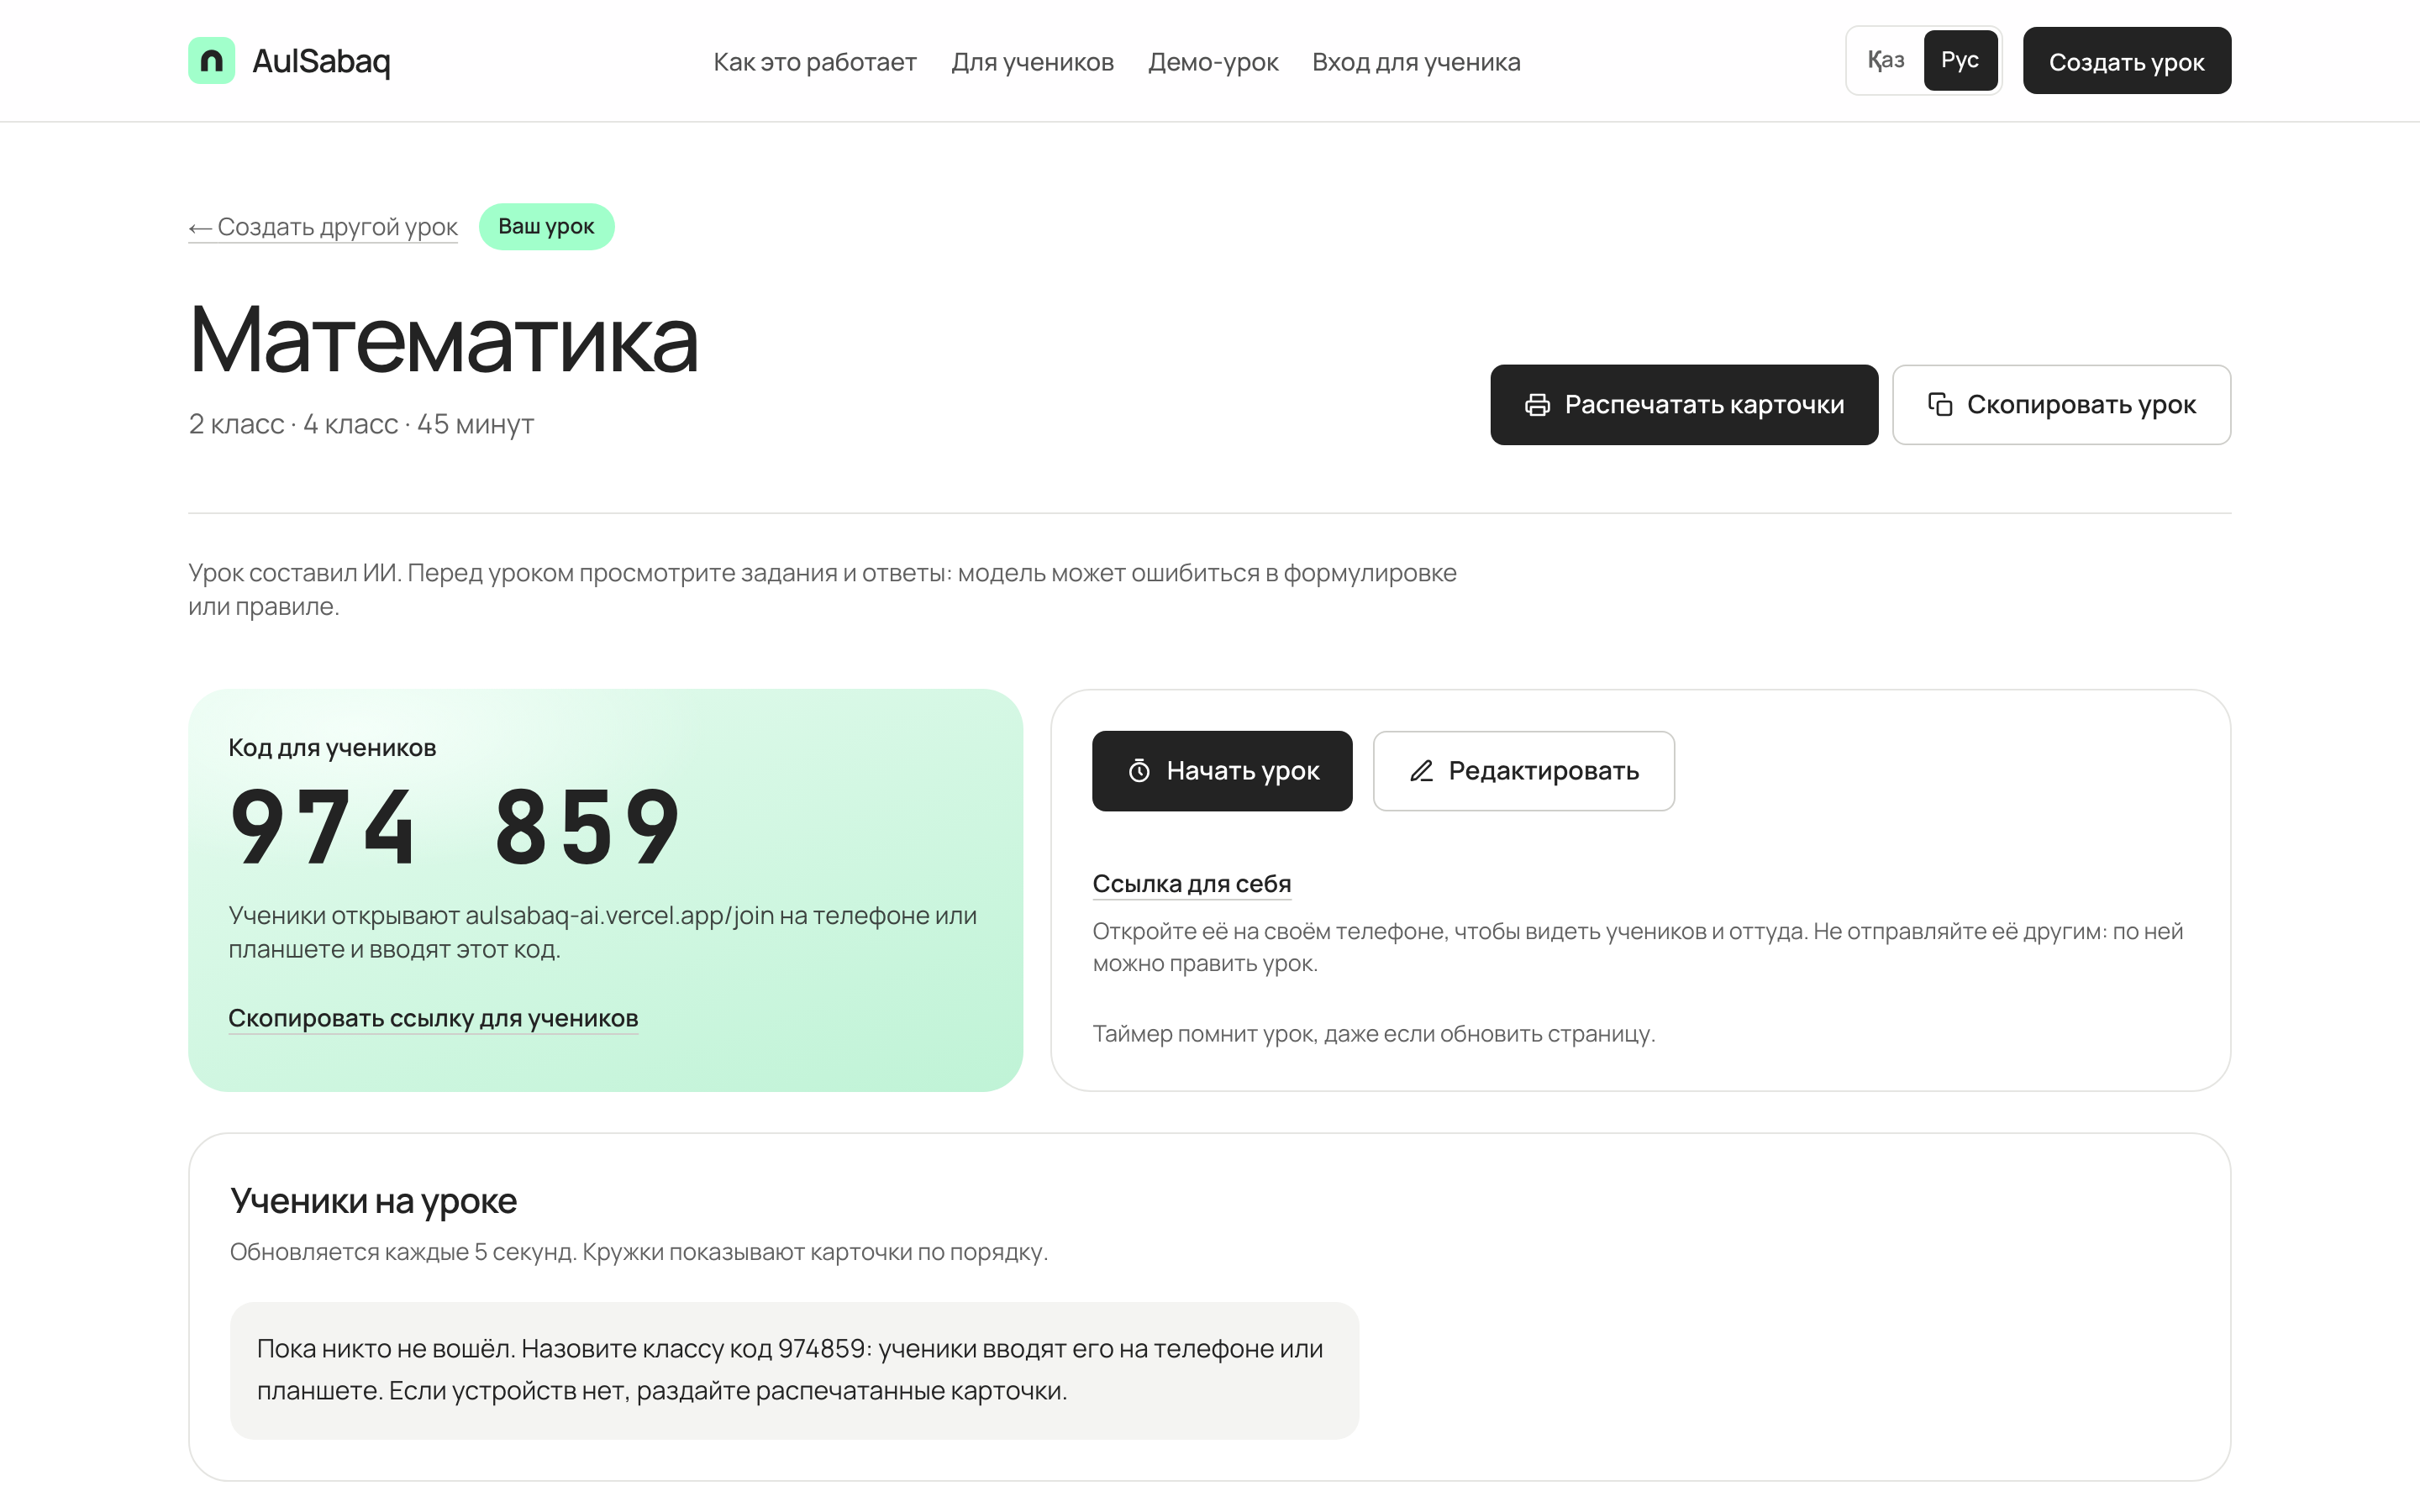 AulSabaq
Как это работает
Для учеников
Демо-урок
Вход для ученика
Қаз
Рус
Создать урок
← Создать другой урок
Ваш урок
Математика
2 класс · 4 класс · 45 минут
Распечатать карточки
Скопировать урок
Урок составил ИИ. Перед уроком просмотрите задания и ответы: модель может ошибиться в формулировке
или правиле.
Код для учеников
974 859
Ученики открывают aulsabaq-ai.vercel.app/join на телефоне или
планшете и вводят этот код.
Скопировать ссылку для учеников
Начать урок
Редактировать
Ссылка для себя
Откройте её на своём телефоне, чтобы видеть учеников и оттуда. Не отправляйте её другим: по ней
можно править урок.
Таймер помнит урок, даже если обновить страницу.
Ученики на уроке
Обновляется каждые 5 секунд. Кружки показывают карточки по порядку.
Пока никто не вошёл. Назовите классу код 974859: ученики вводят его на телефоне или
планшете. Если устройств нет, раздайте распечатанные карточки.